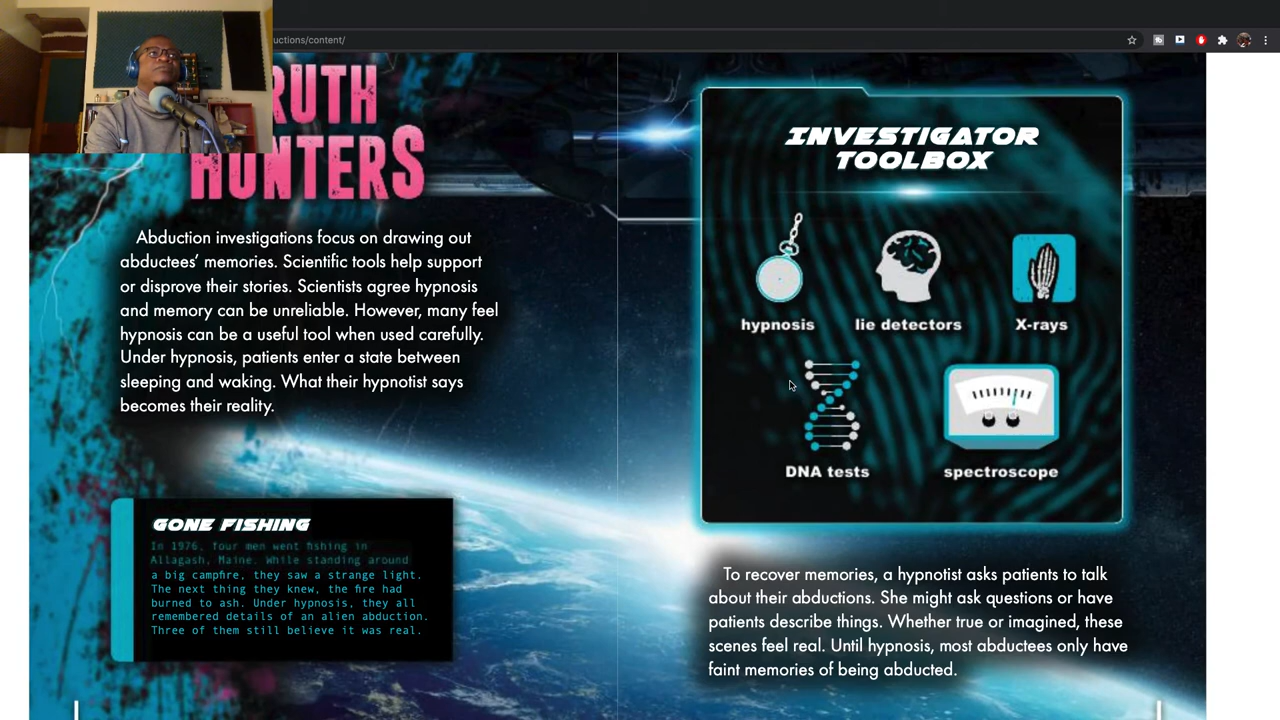 uctions/content/
RUTH
HUNTERS
Abduction investigations focus on drawing out
abductees' memories. Scientific tools help support
or disprove their stories. Scientists agree hypnosis
and memory can be unreliable. However, many feel
hypnosis can be a useful tool when used carefully.
Under hypnosis, patients enter a state between
sleeping and waking. What their hypnotist says
becomes their reality.
GONE FISHING
In 1976, four men went fishing in
Allagash, Maine. While standing around
a big campfire, they saw a strange light.
The next thing they knew, the fire had
burned to ash. Under hypnosis, they all
remembered details of an alien abduction.
Three of them still believe it was real.
INVESTIGATOR
TOOLBOX
hypnosis
lie detectors
X-rays
DNA tests
spectroscope
To recover memories, a hypnotist asks patients to talk
about their abductions. She might ask questions or have
patients describe things. Whether true or imagined, these
scenes feel real. Until hypnosis, most abductees only have
faint memories of being abducted.